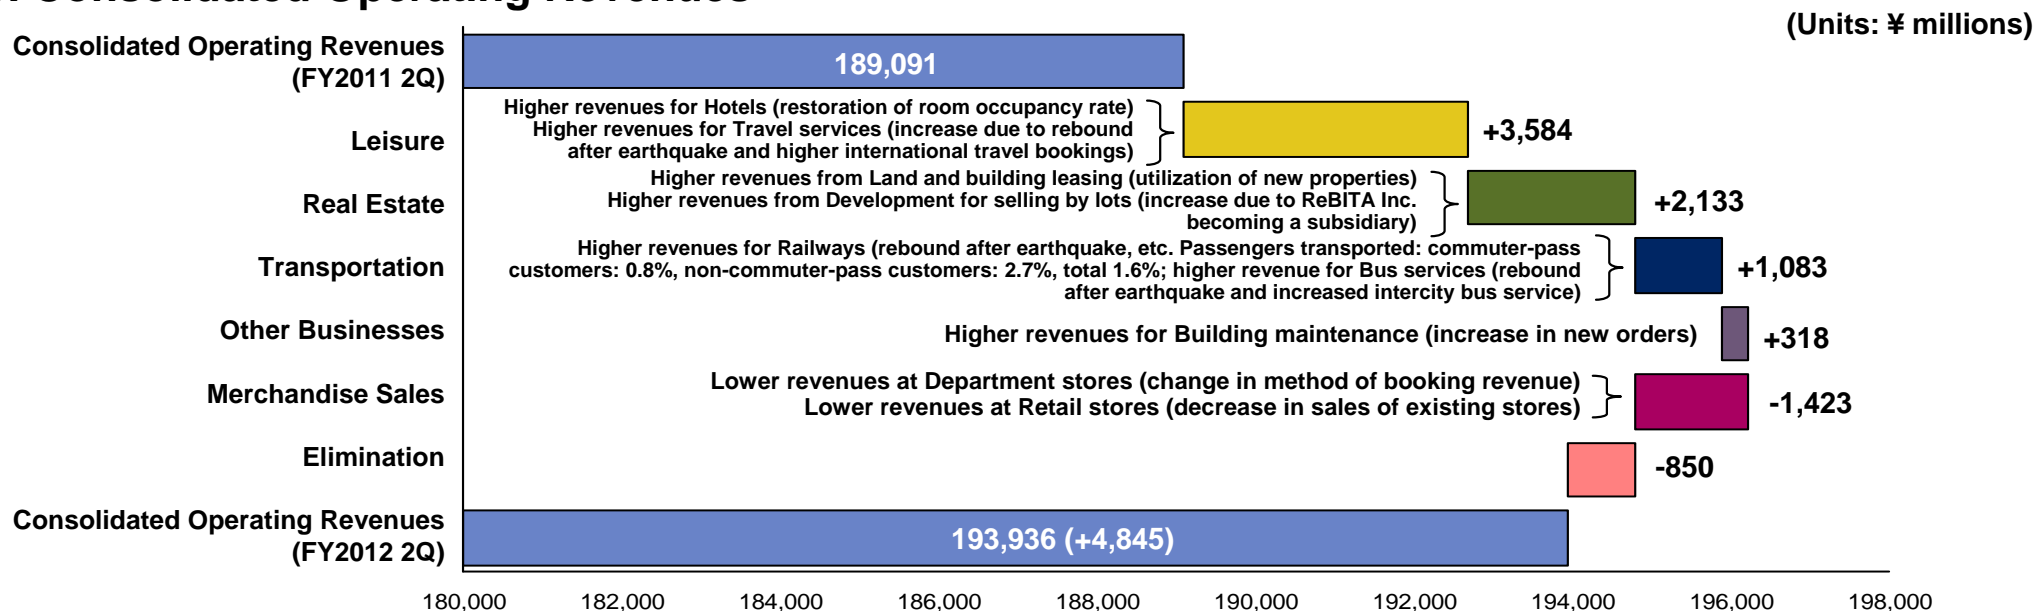 Consolidated Operating Revenues
(Units: ¥ millions)
Consolidated Operating Revenues
(FY2011 2Q)
189,091
Leisure
Higher revenues for Hotels (restoration of room occupancy rate)
Higher revenues for Travel services (increase due to rebound
after earthquake and higher international travel bookings)
+3,584
Real Estate
Higher revenues from Land and building leasing (utilization of new properties)
Higher revenues from Development for selling by lots (increase due to ReBITA Inc.
becoming a subsidiary)
+2,133
Transportation
Higher revenues for Railways (rebound after earthquake, etc. Passengers transported: commuter-pass
customers: 0.8%, non-commuter-pass customers: 2.7%, total 1.6%; higher revenue for Bus services (rebound
after earthquake and increased intercity bus service)
+1,083
Other Businesses
Higher revenues for Building maintenance (increase in new orders)
+318
Merchandise Sales
Lower revenues at Department stores (change in method of booking revenue)
Lower revenues at Retail stores (decrease in sales of existing stores)
-1,423
Elimination
-850
Consolidated Operating Revenues
(FY2012 2Q)
193,936 (+4,845)
180,000 182,000 184,000 186,000 188,000 190,000 192,000 194,000 196,000 198,000